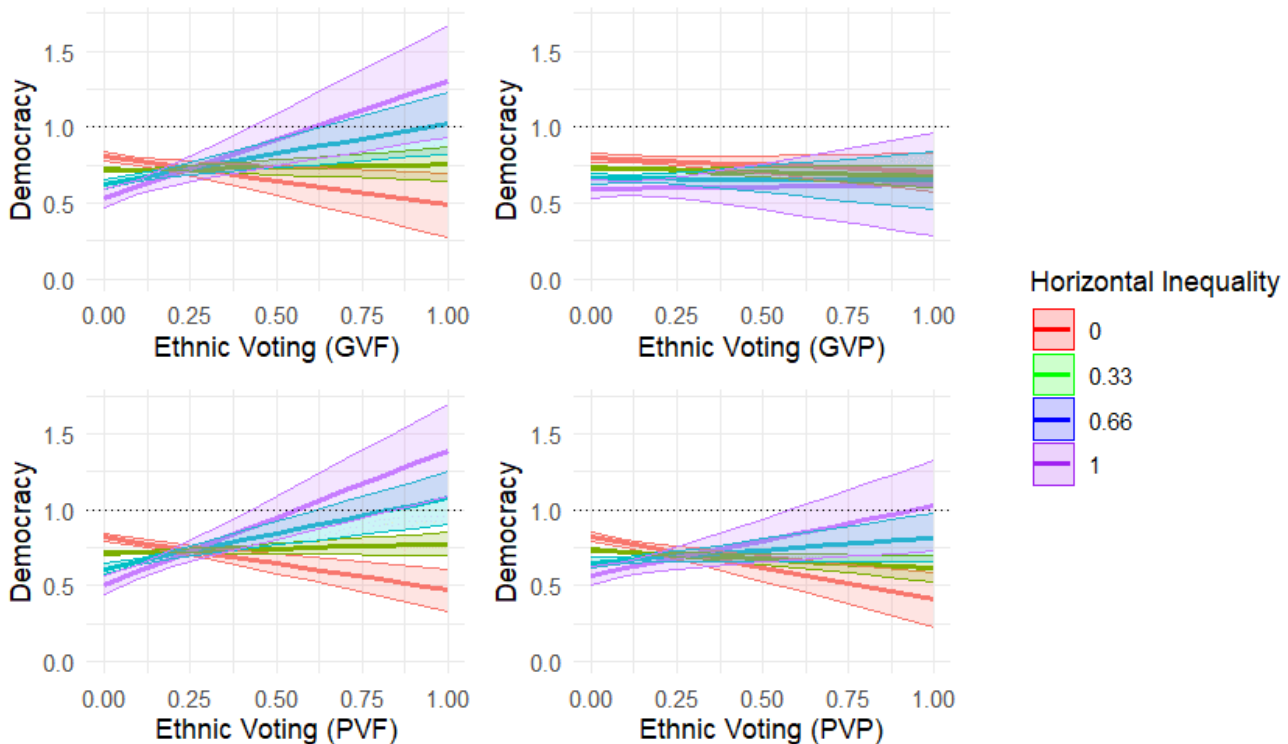 Democracy
1.5
1.0
0.5
0.0
0.00 0.25 0.50 0.75 1.00
Ethnic Voting (GVF)
Democracy
1.5
1.0
0.5
0.0
0.00 0.25 0.50 0.75 1.00
Ethnic Voting (GVP)
Democracy
1.5
1.0
0.5
0.0
0.00 0.25 0.50 0.75 1.00
Ethnic Voting (PVF)
Democracy
1.5
1.0
0.5
0.0
0.00 0.25 0.50 0.75 1.00
Ethnic Voting (PVP)
Horizontal Inequality
0
0.33
0.66
1